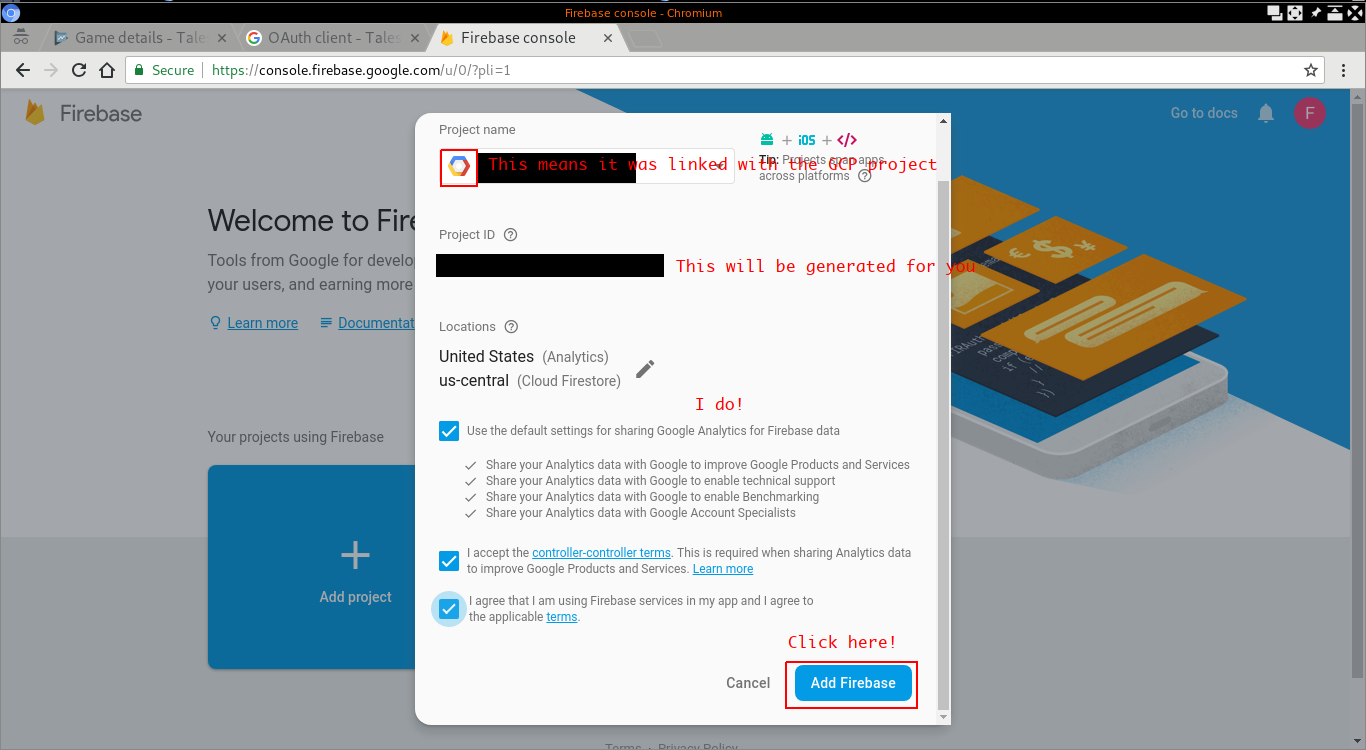 Firebase console - Chromium
Game details - Tale
OAuth client - Tales
Firebase console
Secure
https://console.firebase.google.com/u/0/?pli=1
Firebase
Go to docs
F
Project name
+ iOS + </>
Tip: Projects span apps
across platforms
This means it was linked with the GCP project
Welcome to Fire
Project ID
Tools from Google for develo
your users, and earning more
This will be generated for you
Learn more
Documentat
Locations
United States (Analytics)
us-central (Cloud Firestore)
I do!
Your projects using Firebase
Use the default settings for sharing Google Analytics for Firebase data
Share your Analytics data with Google to improve Google Products and Services
Share your Analytics data with Google to enable technical support
Share your Analytics data with Google to enable Benchmarking
Share your Analytics data with Google Account Specialists
I accept the controller-controller terms. This is required when sharing Analytics data
to improve Google Products and Services. Learn more
Add project
I agree that I am using Firebase services in my app and I agree to
the applicable terms.
Click here!
Cancel
Add Firebase
Terms · Privacy Policy